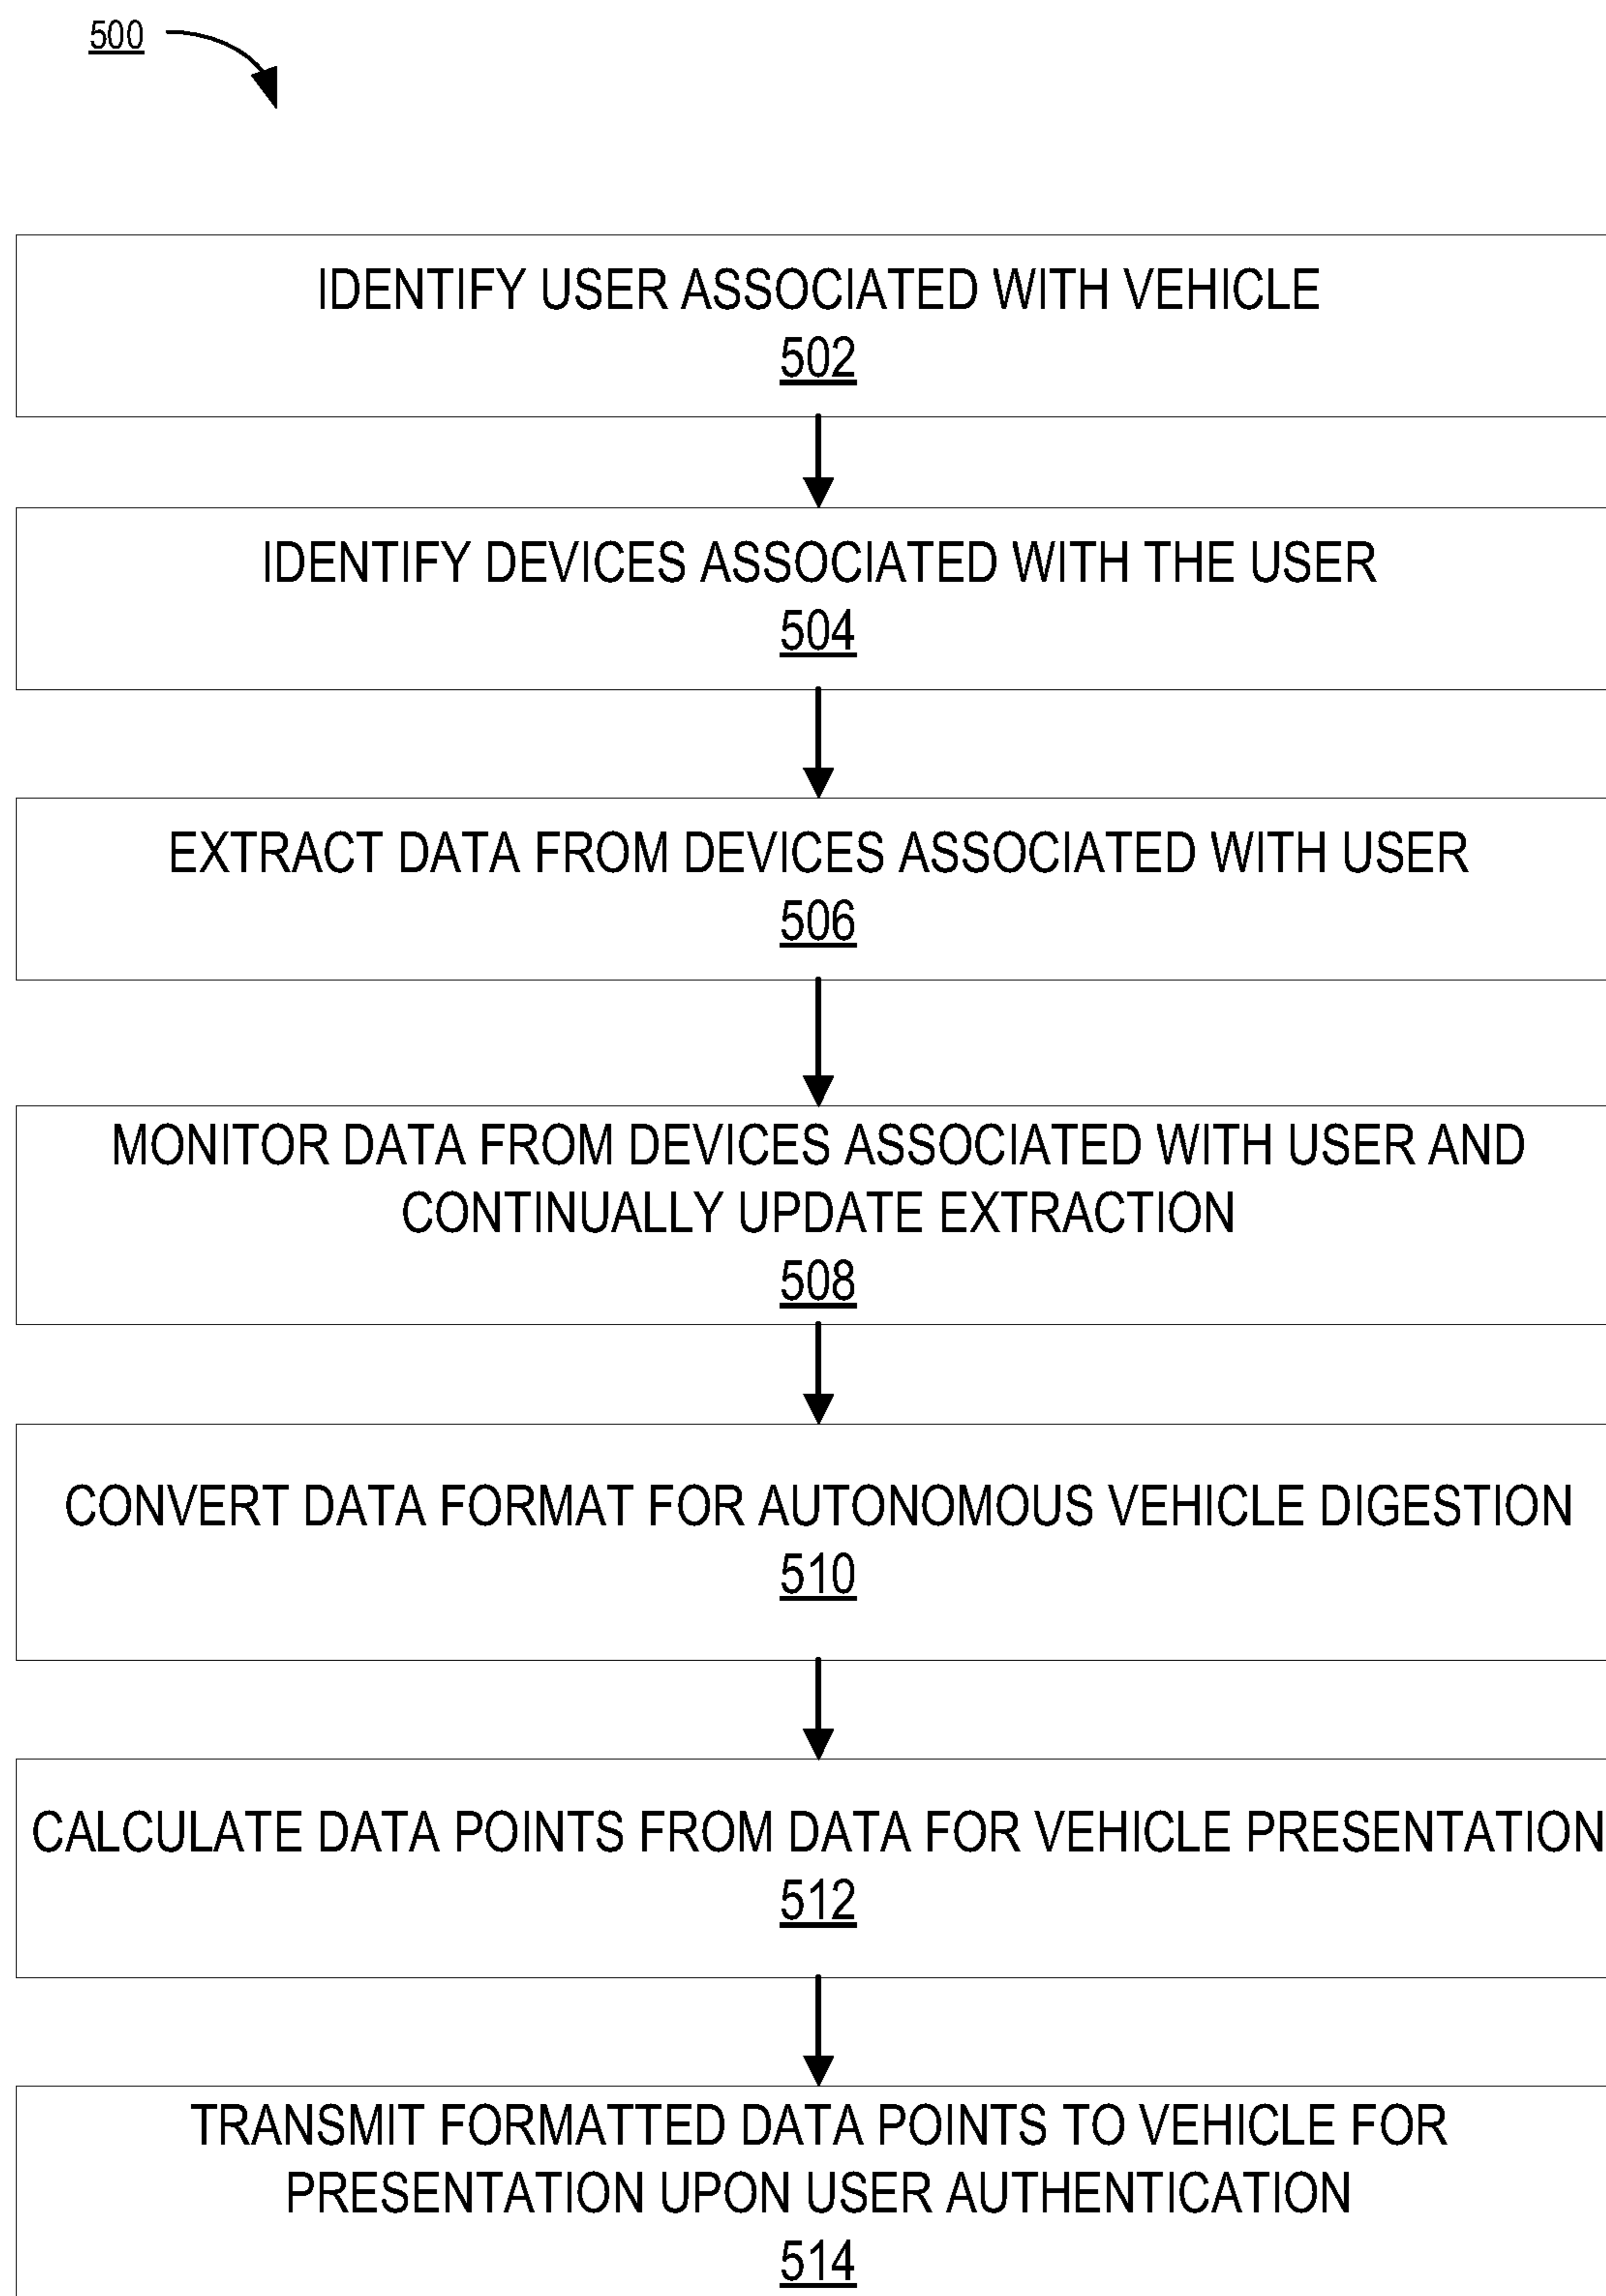 500
IDENTIFY USER ASSOCIATED WITH VEHICLE
502
IDENTIFY DEVICES ASSOCIATED WITH THE USER
504
EXTRACT DATA FROM DEVICES ASSOCIATED WITH USER
506
MONITOR DATA FROM DEVICES ASSOCIATED WITH USER AND
CONTINUALLY UPDATE EXTRACTION
508
CONVERT DATA FORMAT FOR AUTONOMOUS VEHICLE DIGESTION
510
CALCULATE DATA POINTS FROM DATA FOR VEHICLE PRESENTATION
512
TRANSMIT FORMATTED DATA POINTS TO VEHICLE FOR
PRESENTATION UPON USER AUTHENTICATION
514